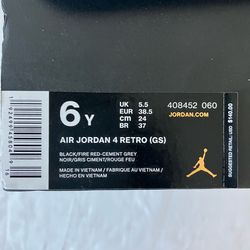 6 Y
UK 5.5
EUR 38.5
cm 24
BR 37
408452 060
JORDAN.COM
SUGGESTED RETAIL: USD
$140.00
AIR JORDAN 4 RETRO (GS)
BLACK/FIRE RED-CEMENT GREY
NOIR/GRIS CIMENT/ROUGE FEU
MADE IN VIETNAM / FABRIQUE AU VIETNAM /
HECHO EN VIETNAM